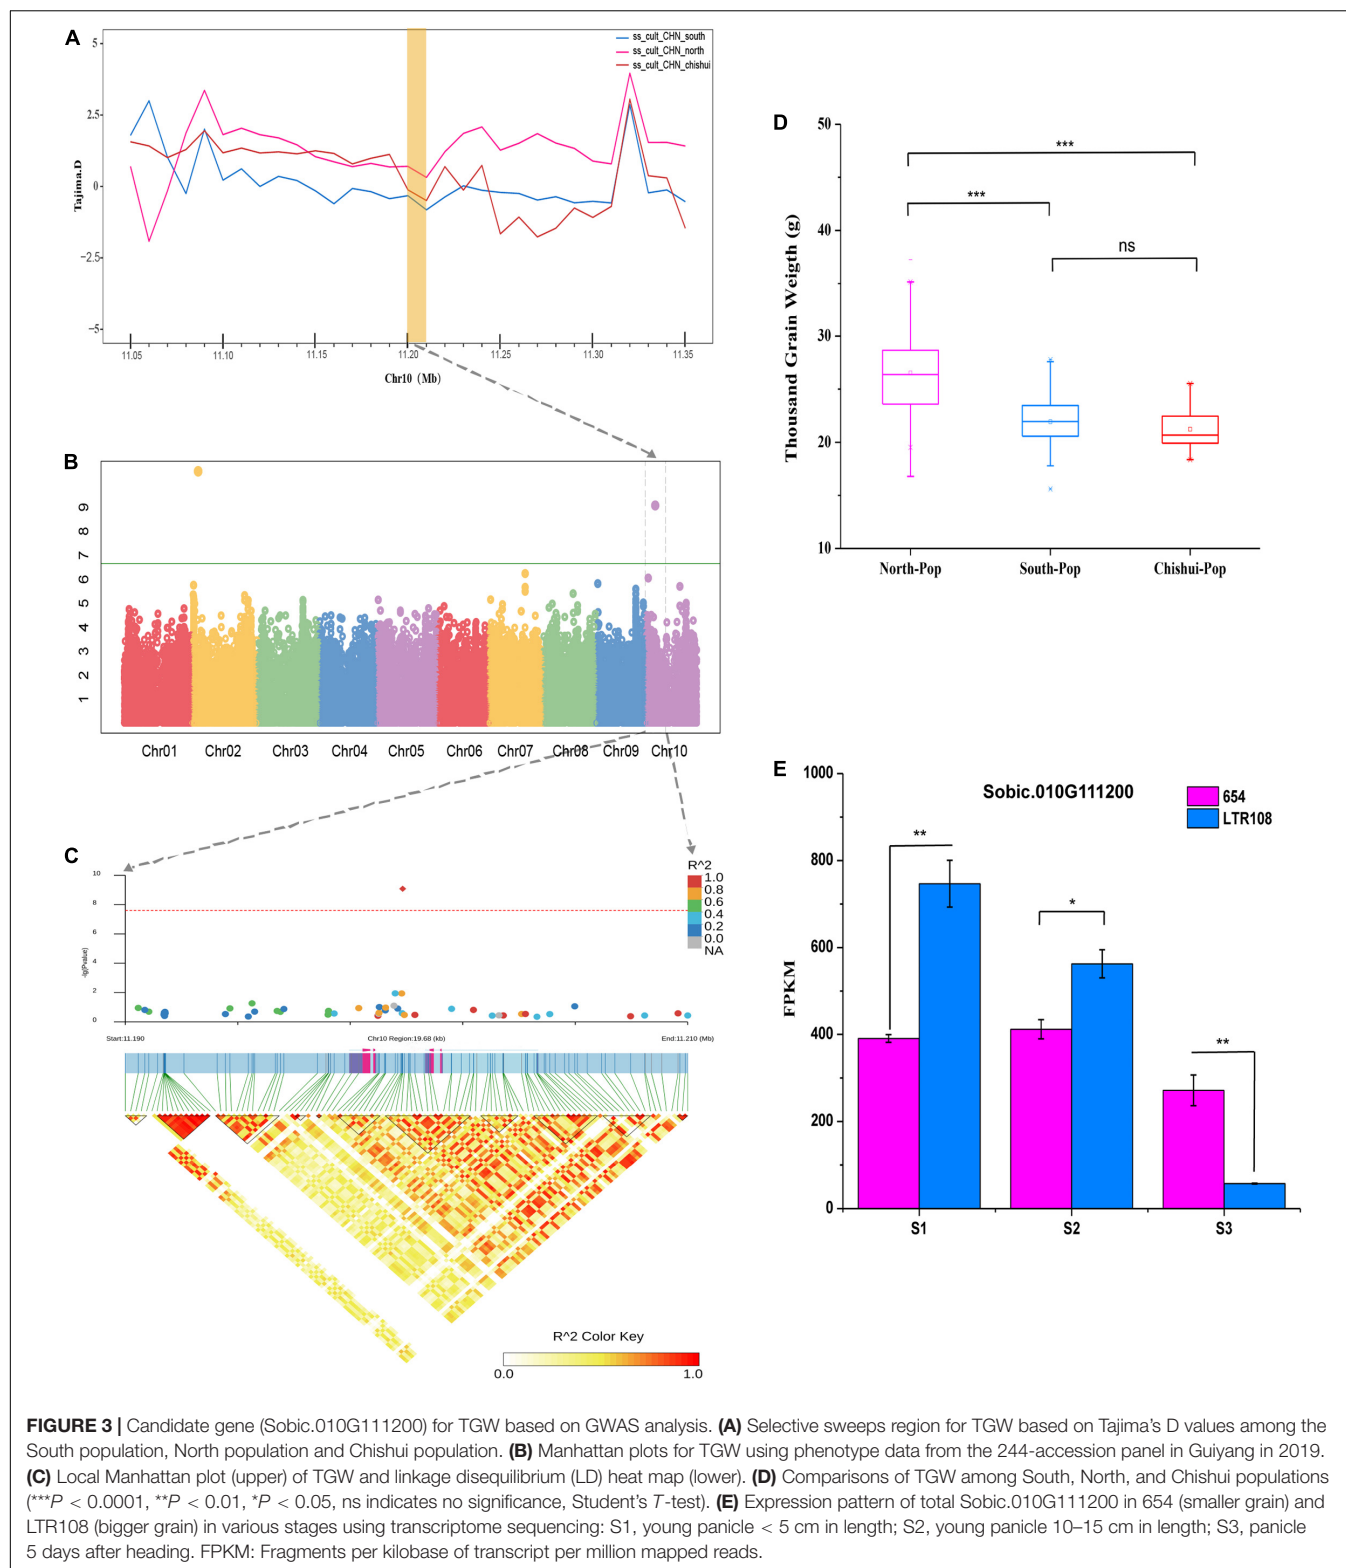 A
5
2.5
0
−2.5
−5
Tajima.D
ss_cult_CHN_south
ss_cult_CHN_north
ss_cult_CHN_chishui
11.05
11.10
11.15
11.20
11.25
11.30
11.35
Chr10 (Mb)
B
9
8
7
6
5
4
3
2
1
Chr01
Chr02
Chr03
Chr04
Chr05
Chr06
Chr07
Chr08
Chr09
Chr10
C
10
8
6
4
2
0
-lg(Pvalue)
R^2
1.0
0.8
0.6
0.4
0.2
0.0
NA
Start:11.190
Chr10 Region:19.68 (kb)
End:11.210 (Mb)
R^2 Color Key
0.0
1.0
D
50
40
30
20
10
Thousand Grain Weigth (g)
***
***
ns
North-Pop
South-Pop
Chishui-Pop
E
1000
800
600
400
200
0
FPKM
Sobic.010G111200
654
LTR108
**
*
**
S1
S2
S3
FIGURE 3 | Candidate gene (Sobic.010G111200) for TGW based on GWAS analysis. (A) Selective sweeps region for TGW based on Tajima's D values among the
South population, North population and Chishui population. (B) Manhattan plots for TGW using phenotype data from the 244-accession panel in Guiyang in 2019.
(C) Local Manhattan plot (upper) of TGW and linkage disequilibrium (LD) heat map (lower). (D) Comparisons of TGW among South, North, and Chishui populations
(***P < 0.0001, **P < 0.01, *P < 0.05, ns indicates no significance, Student's T-test). (E) Expression pattern of total Sobic.010G111200 in 654 (smaller grain) and
LTR108 (bigger grain) in various stages using transcriptome sequencing: S1, young panicle < 5 cm in length; S2, young panicle 10–15 cm in length; S3, panicle
5 days after heading. FPKM: Fragments per kilobase of transcript per million mapped reads.